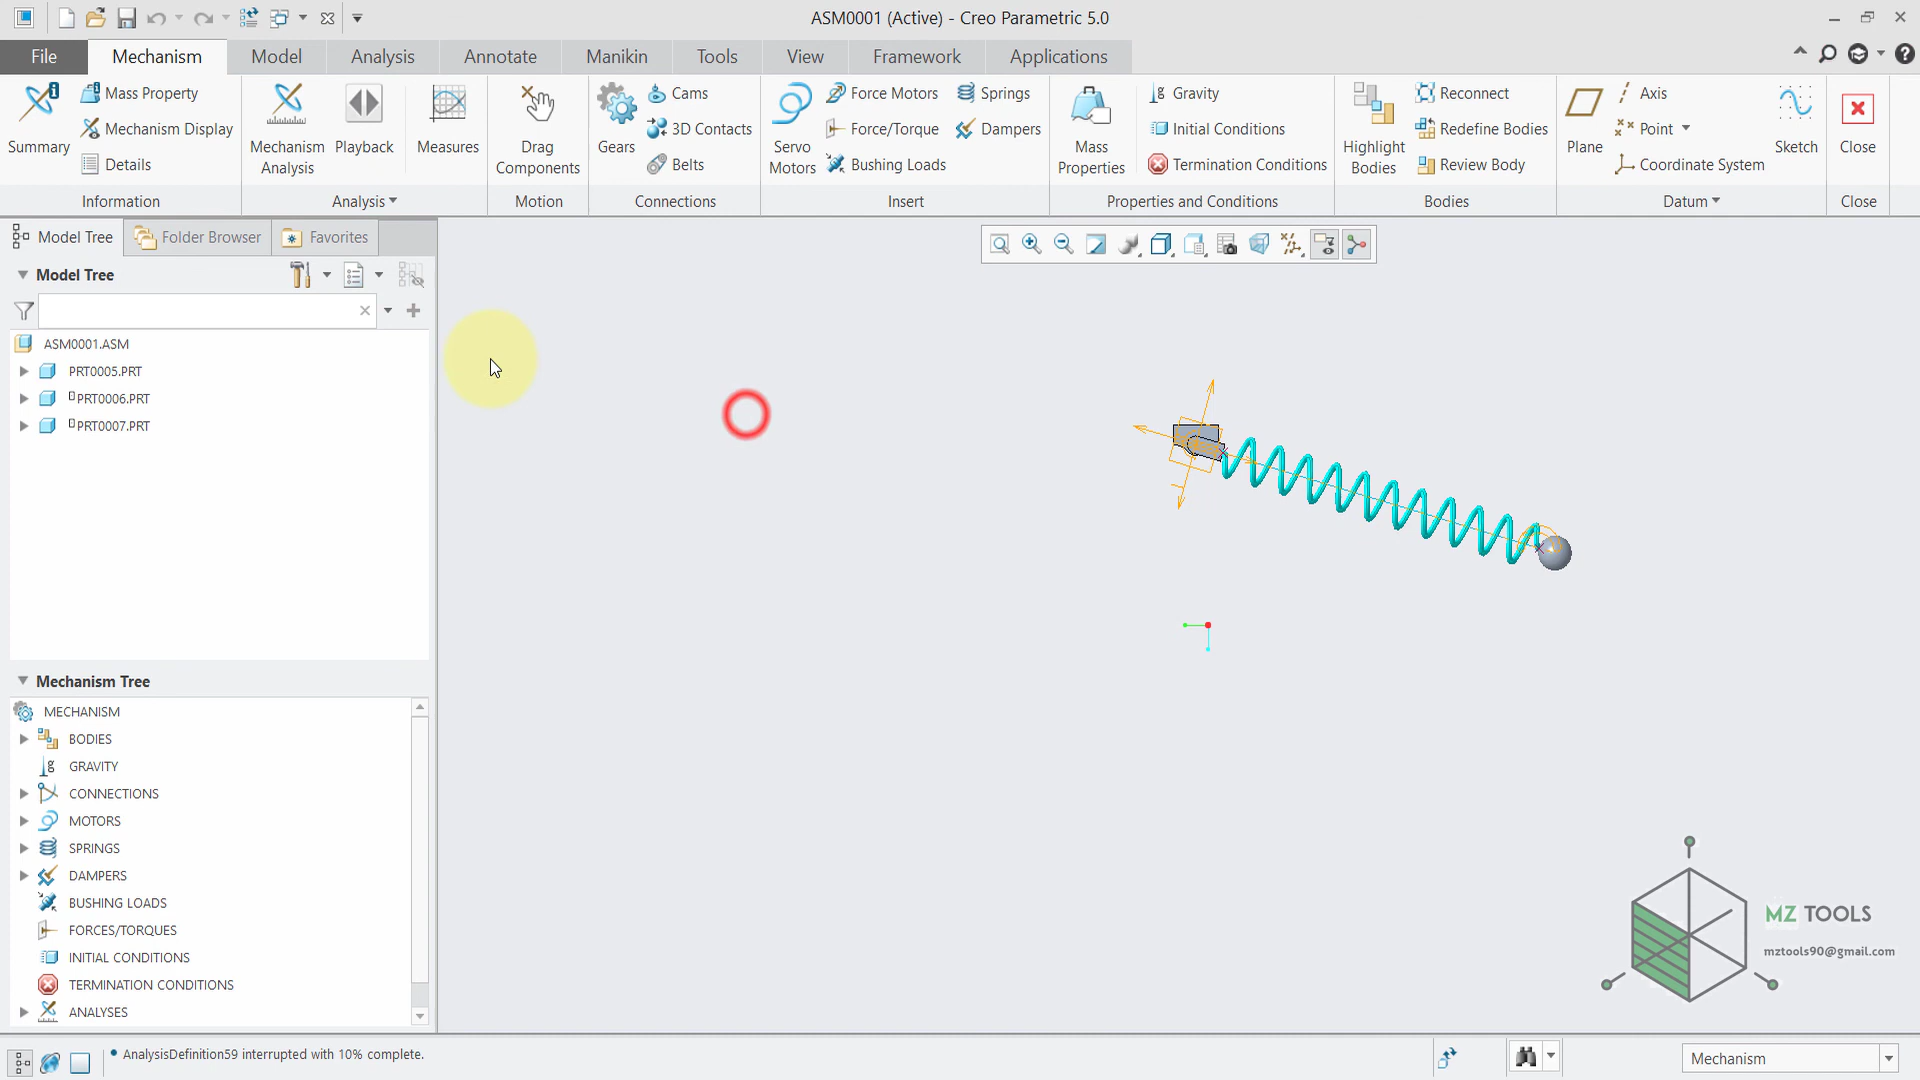 ASM0001 (Active) - Creo Parametric 5.0
File Mechanism Model Analysis Annotate Manikin Tools View Framework Applications
Summary
Mass Property
Mechanism Display
Details
Information
Mechanism Analysis
Playback
Measures
Analysis
Drag Components
Motion
Gears
Cams
3D Contacts
Belts
Connections
Servo Motors
Force Motors
Force/Torque
Bushing Loads
Springs
Dampers
Insert
Mass Properties
Gravity
Initial Conditions
Termination Conditions
Properties and Conditions
Highlight Bodies
Reconnect
Redefine Bodies
Review Body
Bodies
Plane
Axis
Point
Coordinate System
Sketch
Datum
Close
Close
Model Tree Folder Browser Favorites
Model Tree
ASM0001.ASM
PRT0005.PRT
PRT0006.PRT
PRT0007.PRT
Mechanism Tree
MECHANISM
BODIES
GRAVITY
CONNECTIONS
MOTORS
SPRINGS
DAMPERS
BUSHING LOADS
FORCES/TORQUES
INITIAL CONDITIONS
TERMINATION CONDITIONS
ANALYSES
MZ TOOLS
mztools90@gmail.com
AnalysisDefinition59 interrupted with 10% complete.
Mechanism